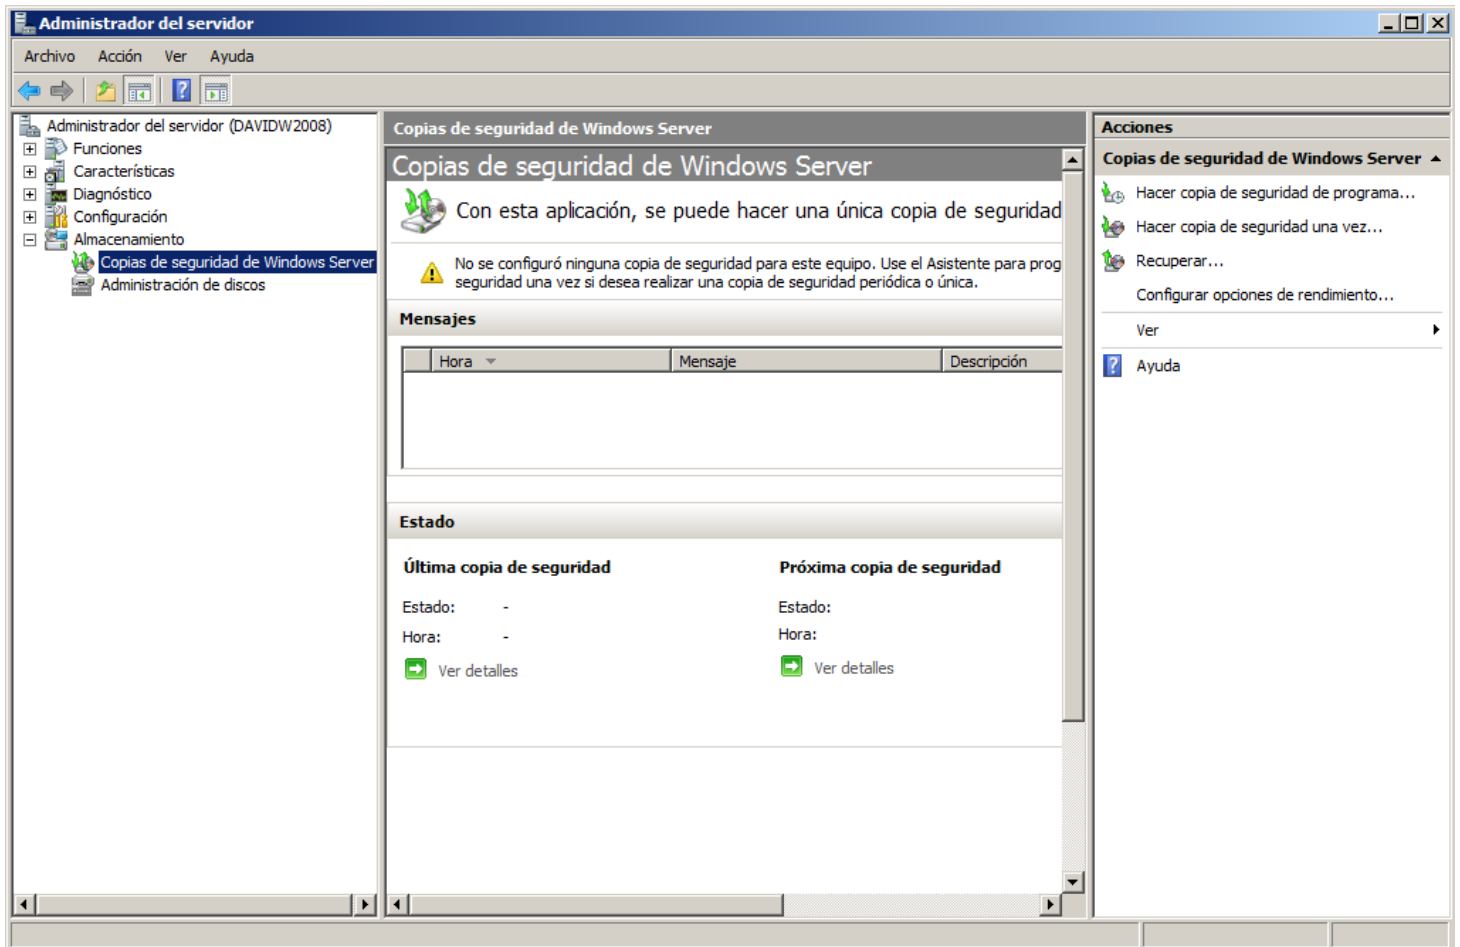 Administrador del servidor
Archivo Acción Ver Ayuda
Administrador del servidor (DAVIDW2008)
Funciones
Características
Diagnóstico
Configuración
Almacenamiento
Copias de seguridad de Windows Server
Administración de discos
Copias de seguridad de Windows Server
Copias de seguridad de Windows Server
Con esta aplicación, se puede hacer una única copia de seguridad
No se configuró ninguna copia de seguridad para este equipo. Use el Asistente para prog
seguridad una vez si desea realizar una copia de seguridad periódica o única.
Mensajes
Hora Mensaje Descripción
Estado
Última copia de seguridad
Estado: -
Hora: -
Ver detalles
Próxima copia de seguridad
Estado:
Hora:
Ver detalles
Acciones
Copias de seguridad de Windows Server
Hacer copia de seguridad de programa...
Hacer copia de seguridad una vez...
Recuperar...
Configurar opciones de rendimiento...
Ver
Ayuda